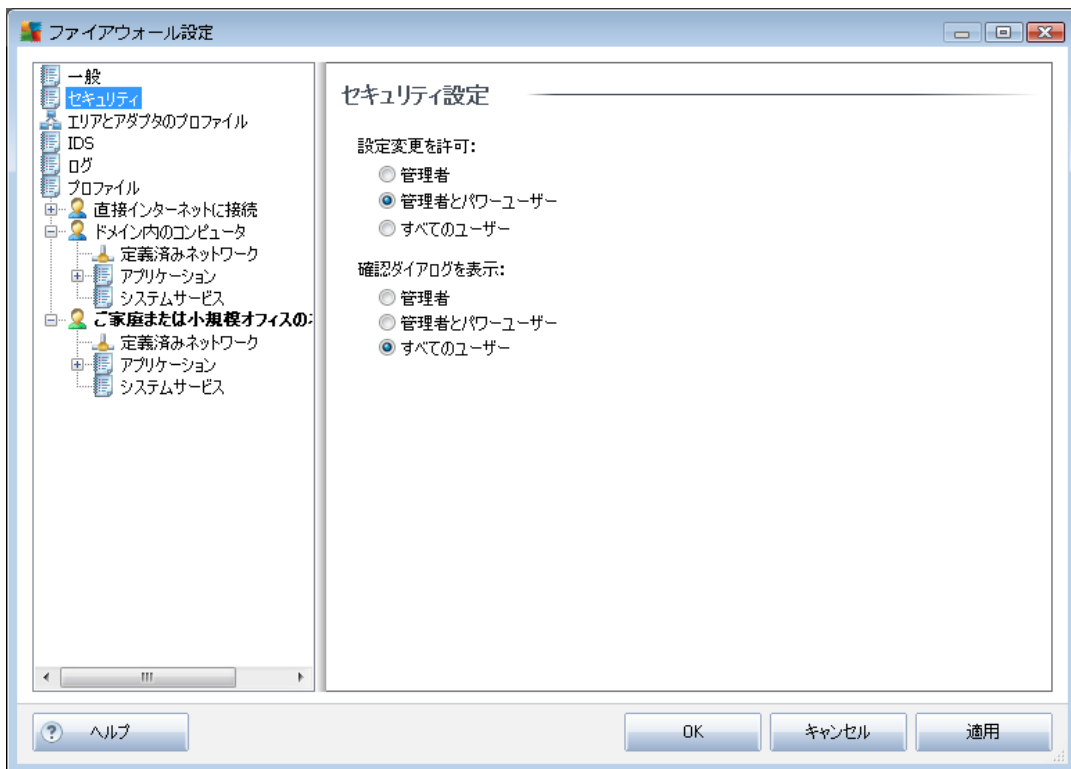 ファイアウォール設定
一般
セキュリティ
エリアとアダプタのプロファイル
IDS
ログ
プロファイル
直接インターネットに接続
ドメイン内のコンピュータ
定義済みネットワーク
アプリケーション
システムサービス
ご家庭または小規模オフィスの
定義済みネットワーク
アプリケーション
システムサービス
セキュリティ設定
設定変更を許可:
管理者
管理者とパワーユーザー
すべてのユーザー
確認ダイアログを表示:
管理者
管理者とパワーユーザー
すべてのユーザー
? ヘルプ
OK
キャンセル
適用